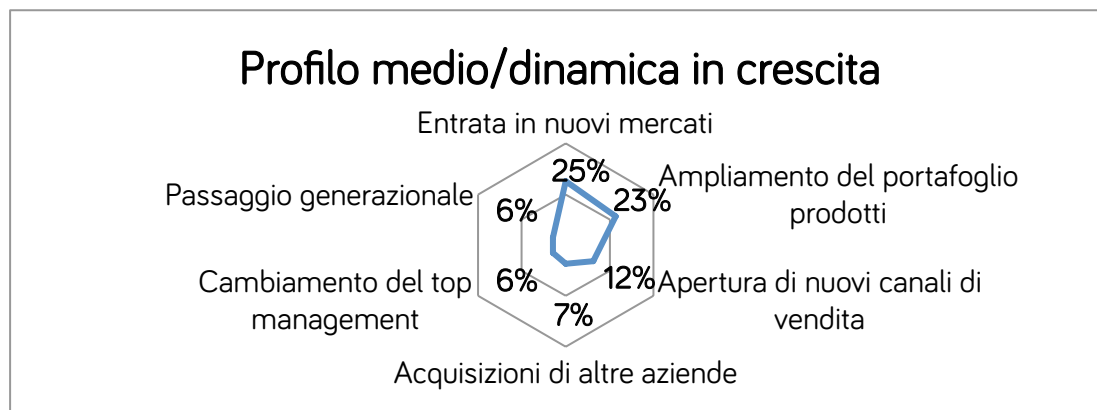 Profilo medio/dinamica in crescita
Entrata in nuovi mercati
25%
Ampliamento del portafoglio
prodotti
23%
Passaggio generazionale
6%
Cambiamento del top
management
6%
12%
Apertura di nuovi canali di
vendita
7%
Acquisizioni di altre aziende